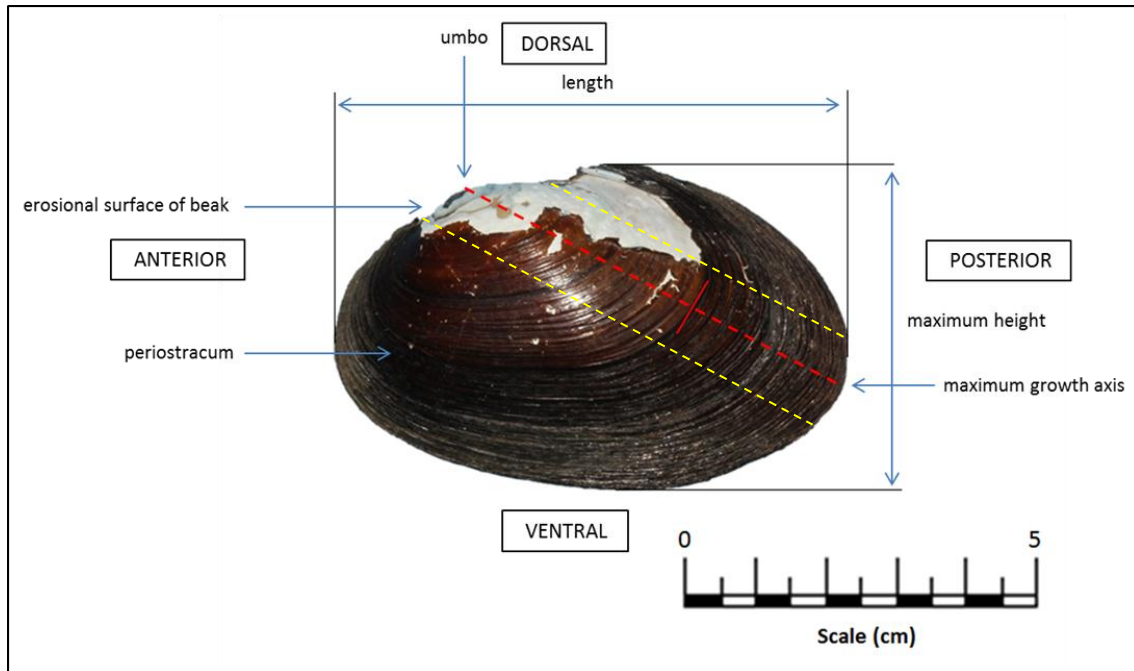 umbo
DORSAL
length
erosional surface of beak
ANTERIOR
POSTERIOR
maximum height
periostracum
maximum growth axis
VENTRAL
0 5
Scale (cm)